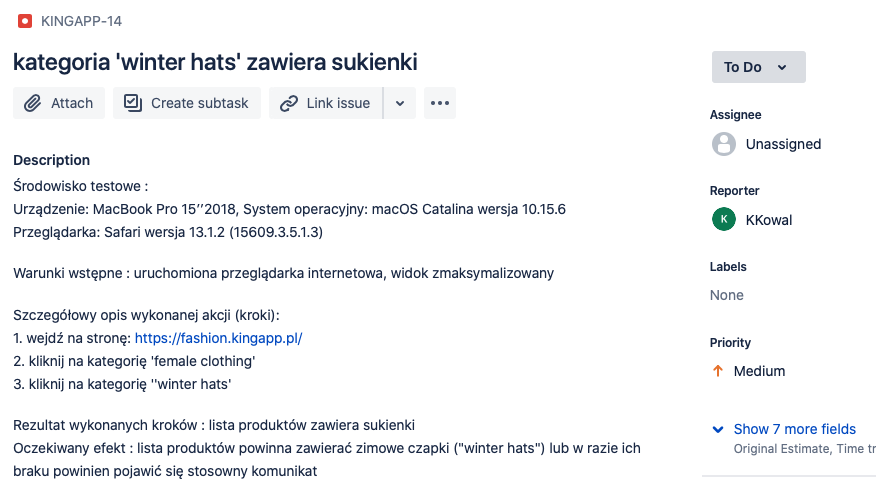 KINGAPP-14
kategoria 'winter hats' zawiera sukienki
Attach
Create subtask
Link issue
Description
Środowisko testowe :
Urządzenie: MacBook Pro 15’’2018, System operacyjny: macOS Catalina wersja 10.15.6
Przeglądarka: Safari wersja 13.1.2 (15609.3.5.1.3)
Warunki wstępne : uruchomiona przeglądarka internetowa, widok zmaksymalizowany
Szczegółowy opis wykonanej akcji (kroki):
1. wejdź na stronę: https://fashion.kingapp.pl/
2. kliknij na kategorię 'female clothing'
3. kliknij na kategorię ''winter hats'
Rezultat wykonanych kroków : lista produktów zawiera sukienki
Oczekiwany efekt : lista produktów powinna zawierać zimowe czapki ("winter hats") lub w razie ich
braku powinien pojawić się stosowny komunikat
To Do
Assignee
Unassigned
Reporter
K
KKowal
Labels
None
Priority
Medium
Show 7 more fields
Original Estimate, Time tr